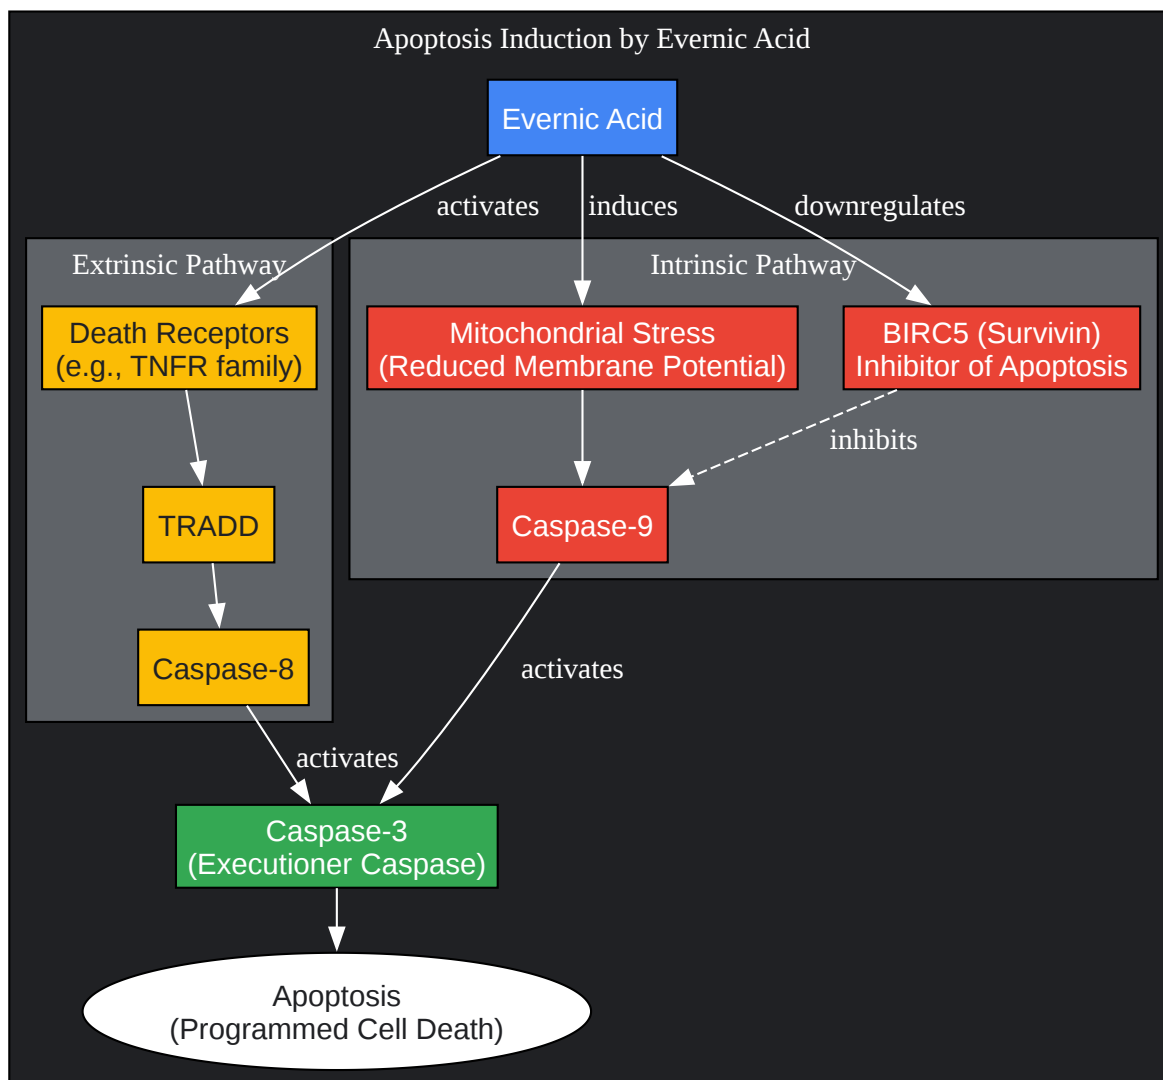 Apoptosis Induction by Evernic Acid
Evernic Acid
activates
induces
downregulates
Extrinsic Pathway
Intrinsic Pathway
Death Receptors
(e.g., TNFR family)
Mitochondrial Stress
(Reduced Membrane Potential)
BIRC5 (Survivin)
Inhibitor of Apoptosis
inhibits
TRADD
Caspase-9
Caspase-8
activates
activates
Caspase-3
(Executioner Caspase)
Apoptosis
(Programmed Cell Death)